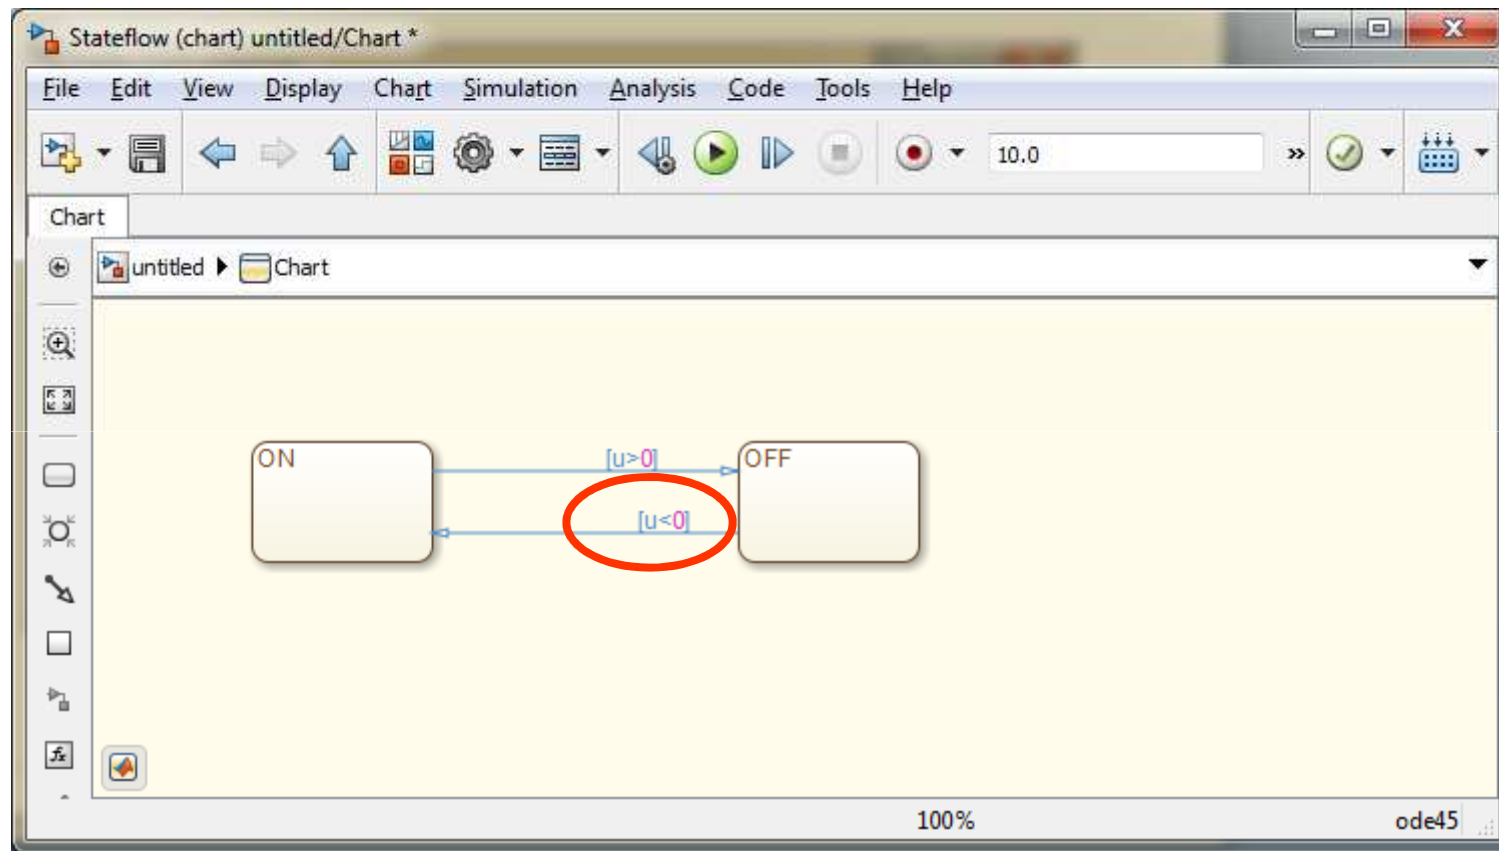 Stateflow (chart) untitled/Chart *
File Edit View Display Chart Simulation Analysis Code Tools Help
10.0 »
Chart
untitled Chart
ON [u>0] OFF
[u<0]
fx
100% ode45